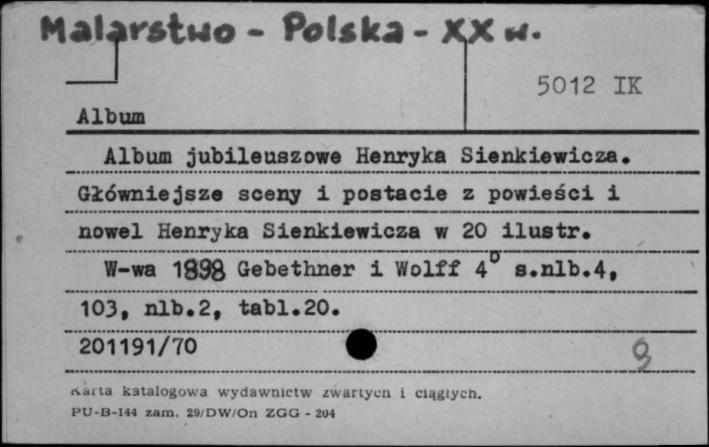 Malarstwo - Polska - XX w.
5012 IK
Album
Album jubileuszowe Henryka Sienkiewicza.
Główniejsze sceny i postacie z powieści i
nowel Henryka Sienkiewicza w 20 ilustr.
W-wa 1898 Gebethner i Wolff 4° s.nlb.4,
103, nlb.2, tabl.20.
201191/70
Karta katalogowa wydawnictw zwartych i ciągłych.
PU-B-144 zam. 29/DW/On ZGG - 204